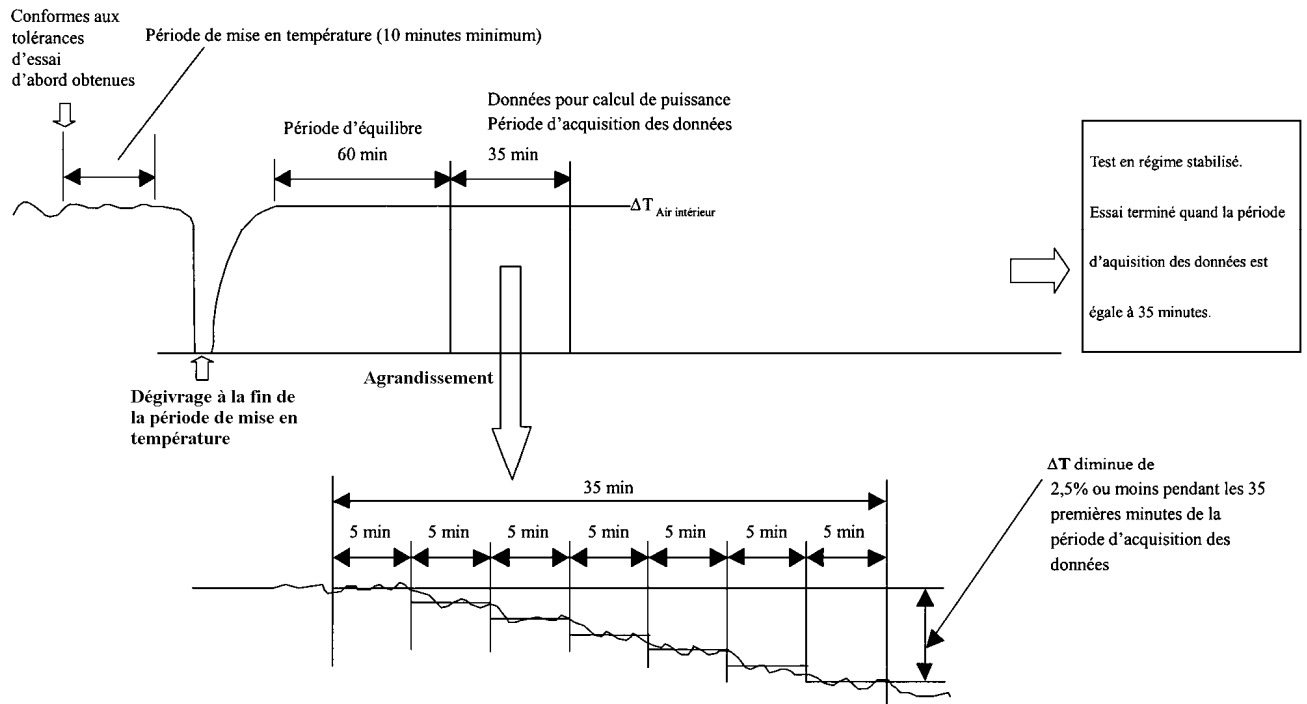 Conformes aux
tolérances
d'essai
d'abord obtenues
Période de mise en température (10 minutes minimum)
Données pour calcul de puissance
Période d'équilibre
Période d'acquisition des données
60 min
35 min
Test en régime stabilisé.
Essai terminé quand la période
d'aquisition des données est
égale à 35 minutes.
ΔT Air intérieur
Agrandissement
Dégivrage à la fin de
la période de mise en
température
35 min
5 min 5 min 5 min 5 min 5 min 5 min 5 min
ΔT diminue de
2,5% ou moins pendant les 35
premières minutes de la
période d'acquisition des
données